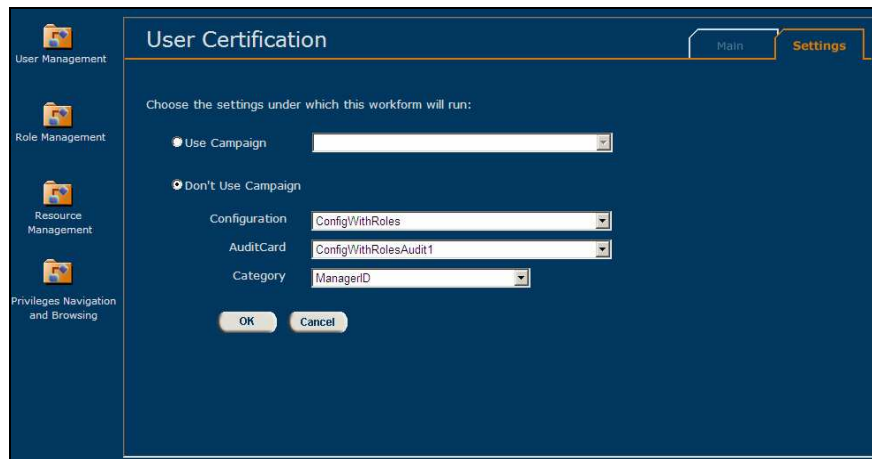 User Management
Role Management
Resource
Management
Privileges Navigation
and Browsing
User Certification
Main
Settings
Choose the settings under which this workform will run:
Use Campaign
Don't Use Campaign
Configuration
ConfigWithRoles
AuditCard
ConfigWithRolesAudit1
Category
ManagerID
OK
Cancel